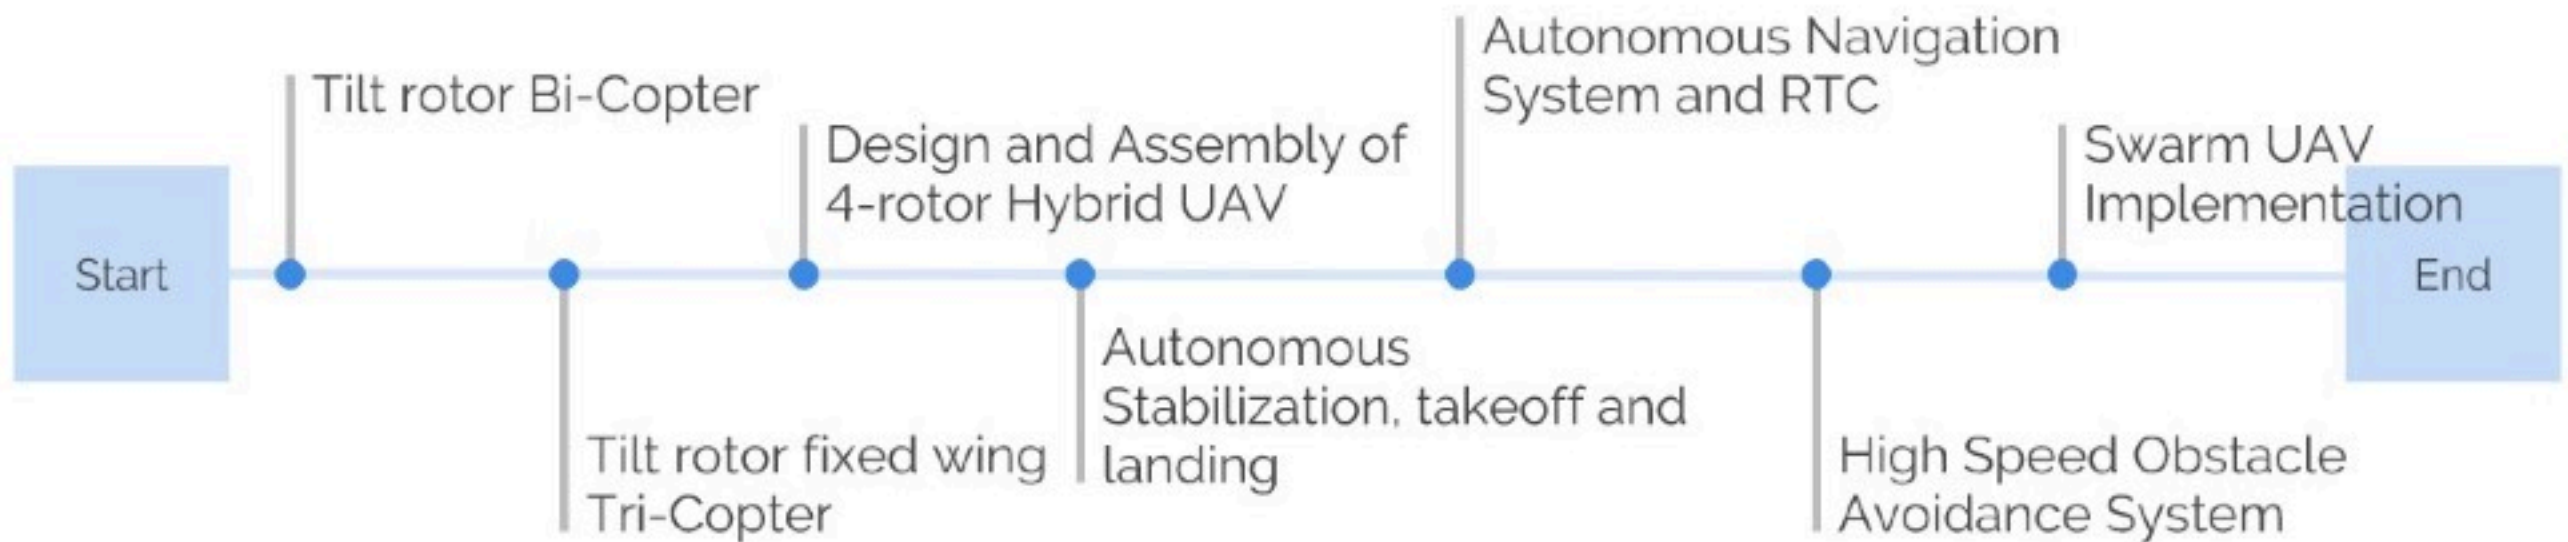 Start
Tilt rotor Bi-Copter
Tilt rotor fixed wing
Tri-Copter
Design and Assembly of
4-rotor Hybrid UAV
Autonomous
Stabilization, takeoff and
landing
Autonomous Navigation
System and RTC
High Speed Obstacle
Avoidance System
Swarm UAV
Implementation
End